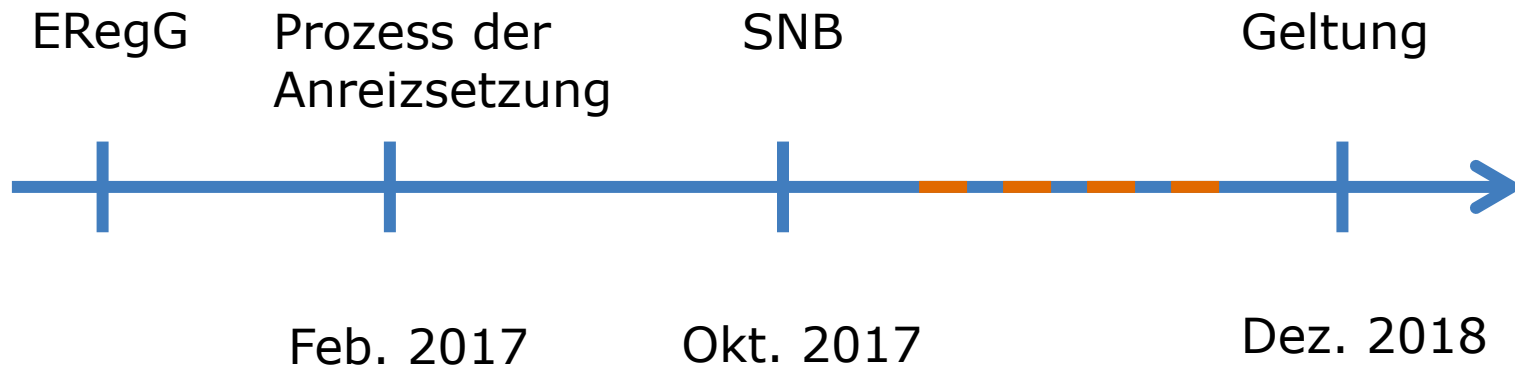 ERegG
Prozess der
Anreizsetzung
SNB
Geltung
Feb. 2017
Okt. 2017
Dez. 2018